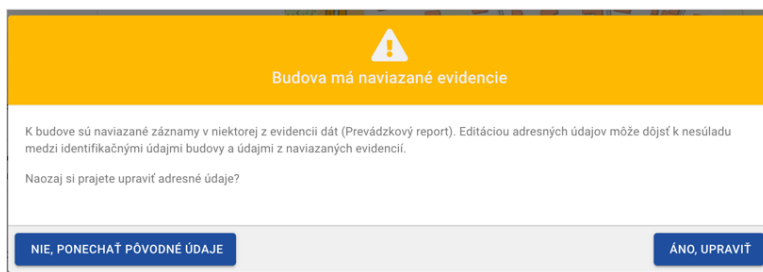 Budova má naviazané evidencie
K budove sú naviazané záznamy v niektorej z evidencii dát (Prevádzkový report). Editáciou adresných údajov môže dôjsť k nesúladu
medzi identifikačnými údajmi budovy a údajmi z naviazaných evidencií.
Naozaj si prajete upraviť adresné údaje?
NIE, PONECHAŤ PÔVODNÉ ÚDAJE
ÁNO, UPRAVIŤ